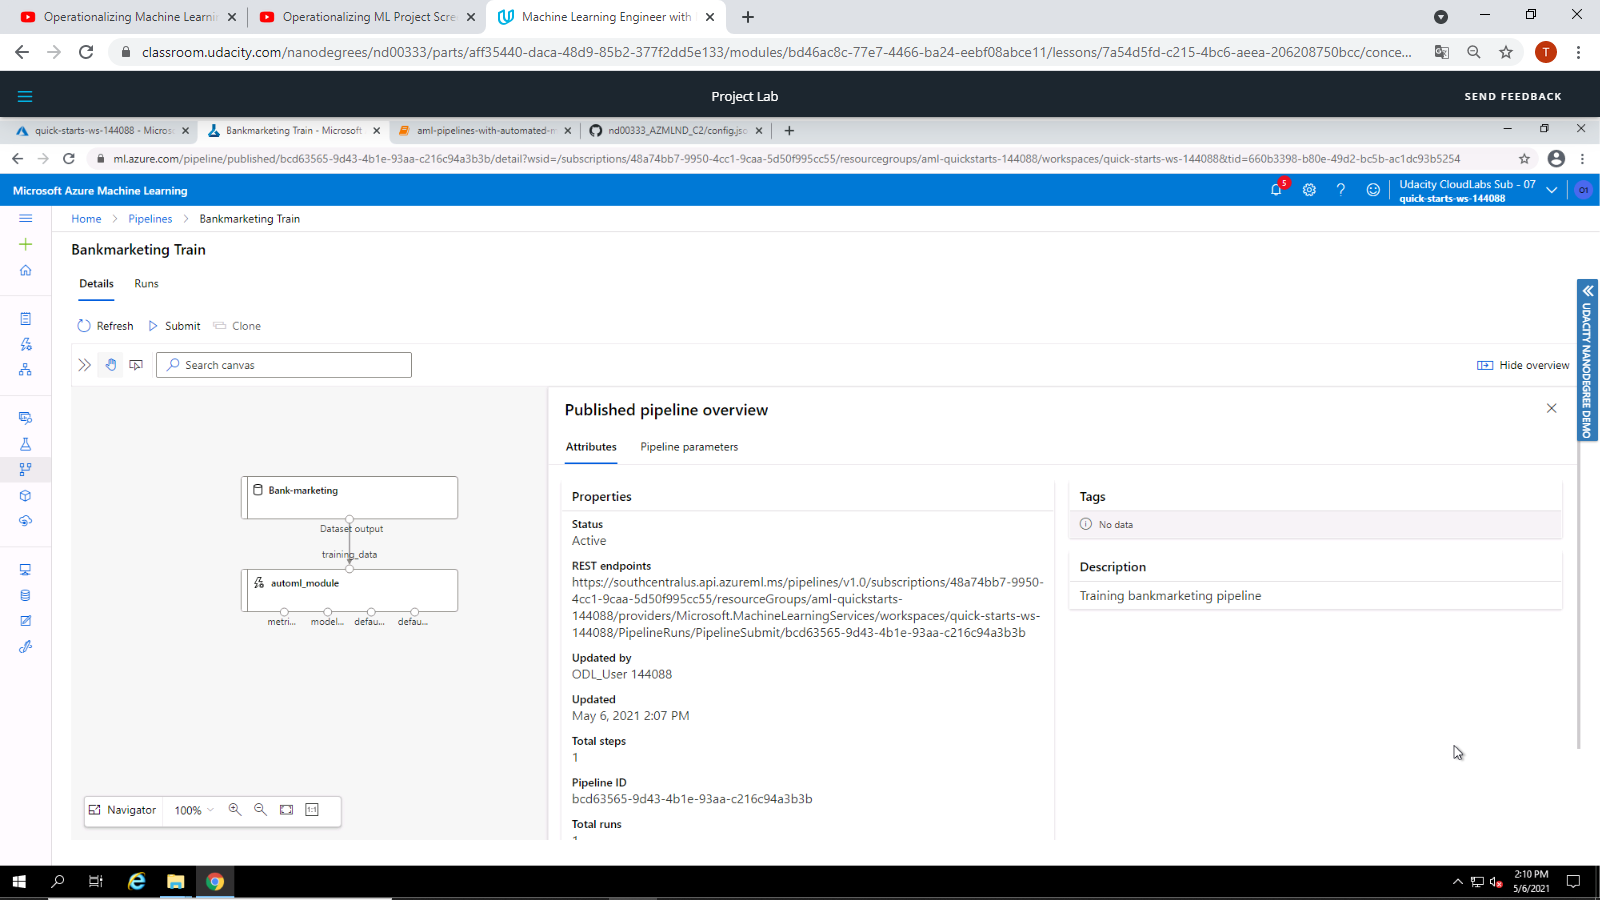 Operationalizing Machine Learni
Operationalizing ML Project Scre
Machine Learning Engineer with
classroom.udacity.com/nanodegrees/nd00333/parts/aff35440-daca-48d9-85b2-377f2dd5e133/modules/bd46ac8c-77e7-4466-ba24-eebf08abce11/lessons/7a54d5fd-c215-4bc6-aeea-206208750bcc/conce...
T
Project Lab
SEND FEEDBACK
quick-starts-ws-144088 - Micros
Bankmarketing Train - Microsoft
aml-pipelines-with-automated-m
nd00333_AZMLND_C2/config.jso
ml.azure.com/pipeline/published/bcd63565-9d43-4b1e-93aa-c216c94a3b3b/detail?wsid=/subscriptions/48a74bb7-9950-4cc1-9caa-5d50f995cc55/resourcegroups/aml-quickstarts-144088/workspaces/quick-starts-ws-144088&tid=660b3398-b80e-49d2-bc5b-ac1dc93b5254
Microsoft Azure Machine Learning
5
Udacity CloudLabs Sub - 07
quick-starts-ws-144088
O1
Home > Pipelines > Bankmarketing Train
Bankmarketing Train
Details
Runs
Refresh
Submit
Clone
Search canvas
Hide overview
UDACITY NANODEGREE DEMO
Bank-marketing
Dataset output
training_data
automl_module
metri...
model...
defau...
defau...
Navigator
100%
1:1
Published pipeline overview
Attributes
Pipeline parameters
Properties
Status
Active
REST endpoints
https://southcentralus.api.azureml.ms/pipelines/v1.0/subscriptions/48a74bb7-9950-
4cc1-9caa-5d50f995cc55/resourceGroups/aml-quickstarts-
144088/providers/Microsoft.MachineLearningServices/workspaces/quick-starts-ws-
144088/PipelineRuns/PipelineSubmit/bcd63565-9d43-4b1e-93aa-c216c94a3b3b
Updated by
ODL_User 144088
Updated
May 6, 2021 2:07 PM
Total steps
1
Pipeline ID
bcd63565-9d43-4b1e-93aa-c216c94a3b3b
Total runs
Tags
No data
Description
Training bankmarketing pipeline
2:10 PM
5/6/2021